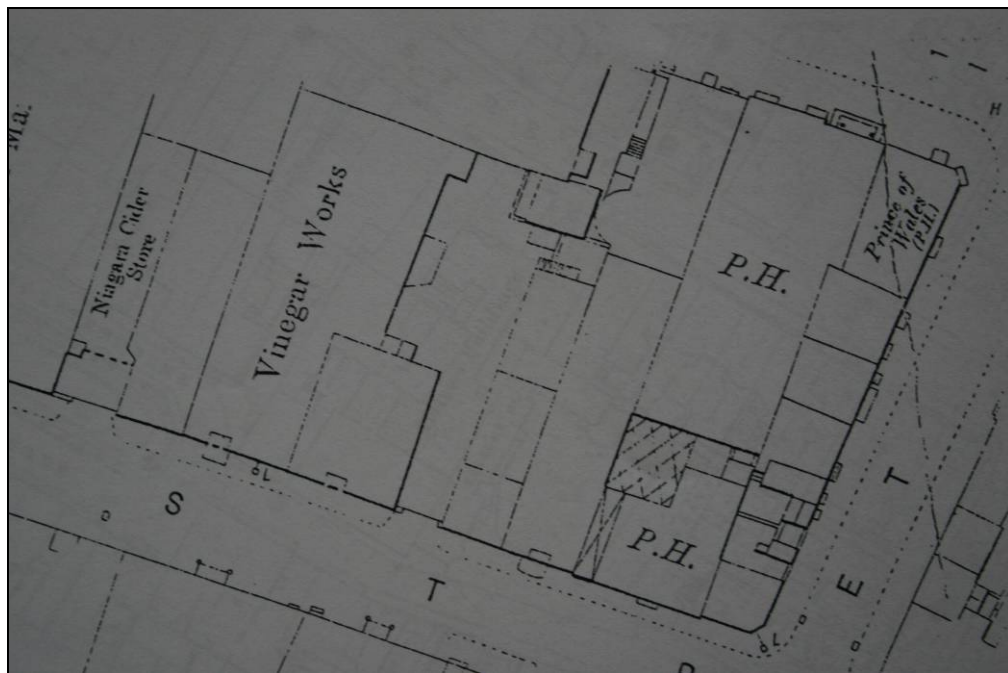 Ma.
Niagara Cider
Store
Vinegar Works
P.H.
Prince of
Wales
(P.H.)
P.H.
S
T
T
E
L
L
H